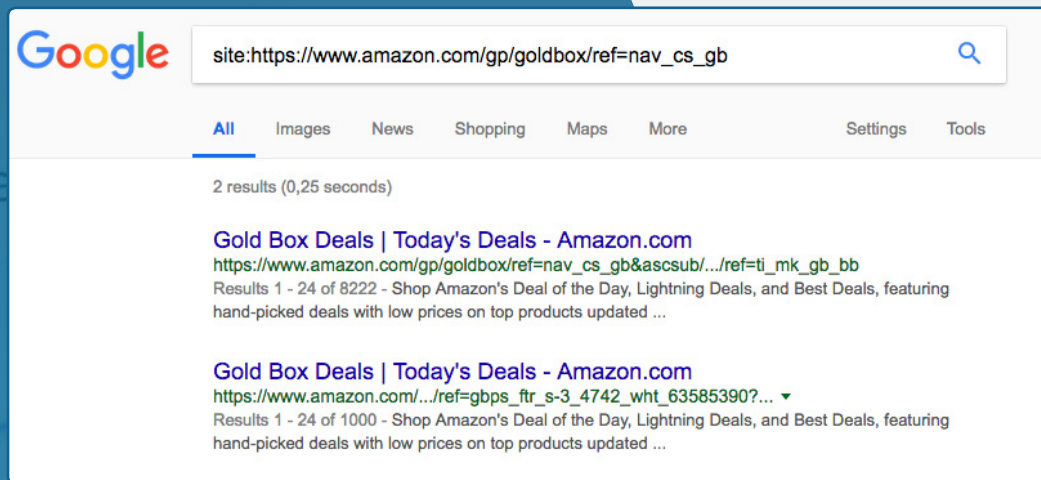 Google
site:https://www.amazon.com/gp/goldbox/ref=nav_cs_gb
All Images News Shopping Maps More Settings Tools
2 results (0,25 seconds)
Gold Box Deals | Today's Deals - Amazon.com
https://www.amazon.com/gp/goldbox/ref=nav_cs_gb&ascsub/.../ref=ti_mk_gb_bb
Results 1 - 24 of 8222 - Shop Amazon's Deal of the Day, Lightning Deals, and Best Deals, featuring
hand-picked deals with low prices on top products updated ...
Gold Box Deals | Today's Deals - Amazon.com
https://www.amazon.com/.../ref=gbps_ftr_s-3_4742_wht_63585390?...
Results 1 - 24 of 1000 - Shop Amazon's Deal of the Day, Lightning Deals, and Best Deals, featuring
hand-picked deals with low prices on top products updated ...